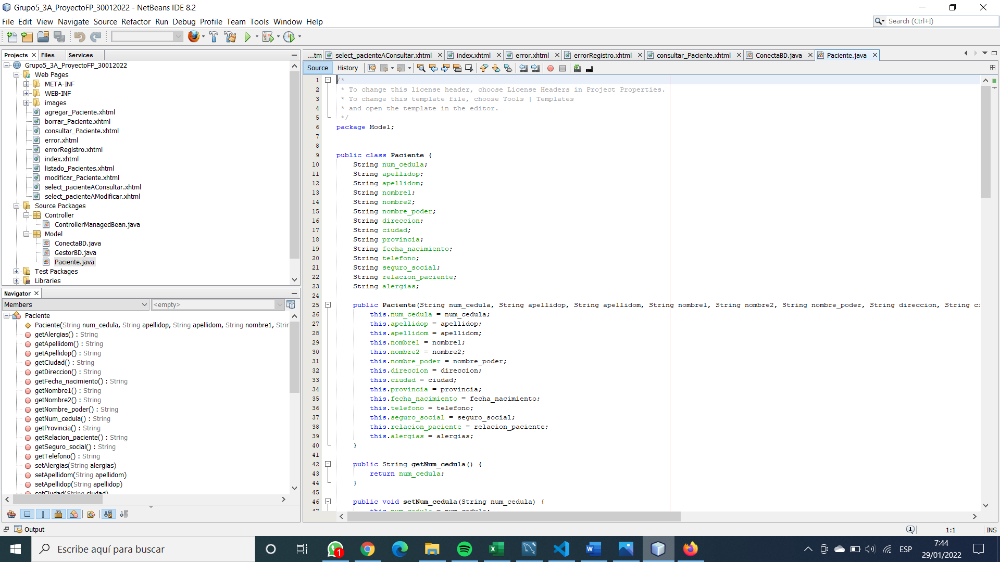 Grupo5_3A_ProyectoFP_30012022 - NetBeans IDE 8.2
File Edit View Navigate Source Refactor Run Debug Profile Team Tools Window Help
Search (Ctrl+I)
Projects Files Services
Grupo5_3A_ProyectoFP_30012022
Web Pages
META-INF
WEB-INF
images
agregar_Paciente.xhtml
borrar_Paciente.xhtml
consultar_Paciente.xhtml
error.xhtml
errorRegistro.xhtml
index.xhtml
listado_Pacientes.xhtml
modificar_Paciente.xhtml
select_pacienteAConsultar.xhtml
select_pacienteAModificar.xhtml
Source Packages
Controller
ControllerManagedBean.java
Model
ConectaBD.java
GestorBD.java
Paciente.java
Test Packages
Libraries
Navigator
Members
<empty>
Paciente
Paciente(String num_cedula, String apellidop, String apellidom, String nombre1, Strin
getAlergias() : String
getApellidom() : String
getApellidop() : String
getCiudad() : String
getDireccion() : String
getFecha_nacimiento() : String
getNombre1() : String
getNombre2() : String
getNombre_poder() : String
getNum_cedula() : String
getProvincia() : String
getRelacion_paciente() : String
getSeguro_social() : String
getTelefono() : String
setAlergias(String alergias)
setApellidom(String apellidom)
setApellidop(String apellidop)
setCiudad(String ciudad)
...tm select_pacienteAConsultar.xhtml index.xhtml error.xhtml errorRegistro.xhtml consultar_Paciente.xhtml ConectaBD.java Paciente.java
Source History
1 /*
2 * To change this license header, choose License Headers in Project Properties.
3 * To change this template file, choose Tools | Templates
4 * and open the template in the editor.
5 */
6 package Model;
7
8
9 public class Paciente {
10 String num_cedula;
11 String apellidop;
12 String apellidom;
13 String nombre1;
14 String nombre2;
15 String nombre_poder;
16 String direccion;
17 String ciudad;
18 String provincia;
19 String fecha_nacimiento;
20 String telefono;
21 String seguro_social;
22 String relacion_paciente;
23 String alergias;
24
25 public Paciente(String num_cedula, String apellidop, String apellidom, String nombre1, String nombre2, String nombre_poder, String direccion, String ci
26 this.num_cedula = num_cedula;
27 this.apellidop = apellidop;
28 this.apellidom = apellidom;
29 this.nombre1 = nombre1;
30 this.nombre2 = nombre2;
31 this.nombre_poder = nombre_poder;
32 this.direccion = direccion;
33 this.ciudad = ciudad;
34 this.provincia = provincia;
35 this.fecha_nacimiento = fecha_nacimiento;
36 this.telefono = telefono;
37 this.seguro_social = seguro_social;
38 this.relacion_paciente = relacion_paciente;
39 this.alergias = alergias;
40 }
41
42 public String getNum_cedula() {
43 return num_cedula;
44 }
45
46 public void setNum_cedula(String num_cedula) {
47 this.num_cedula = num_cedula;
Output
1:1 INS
Escribe aquí para buscar
1
ESP
7:44
29/01/2022